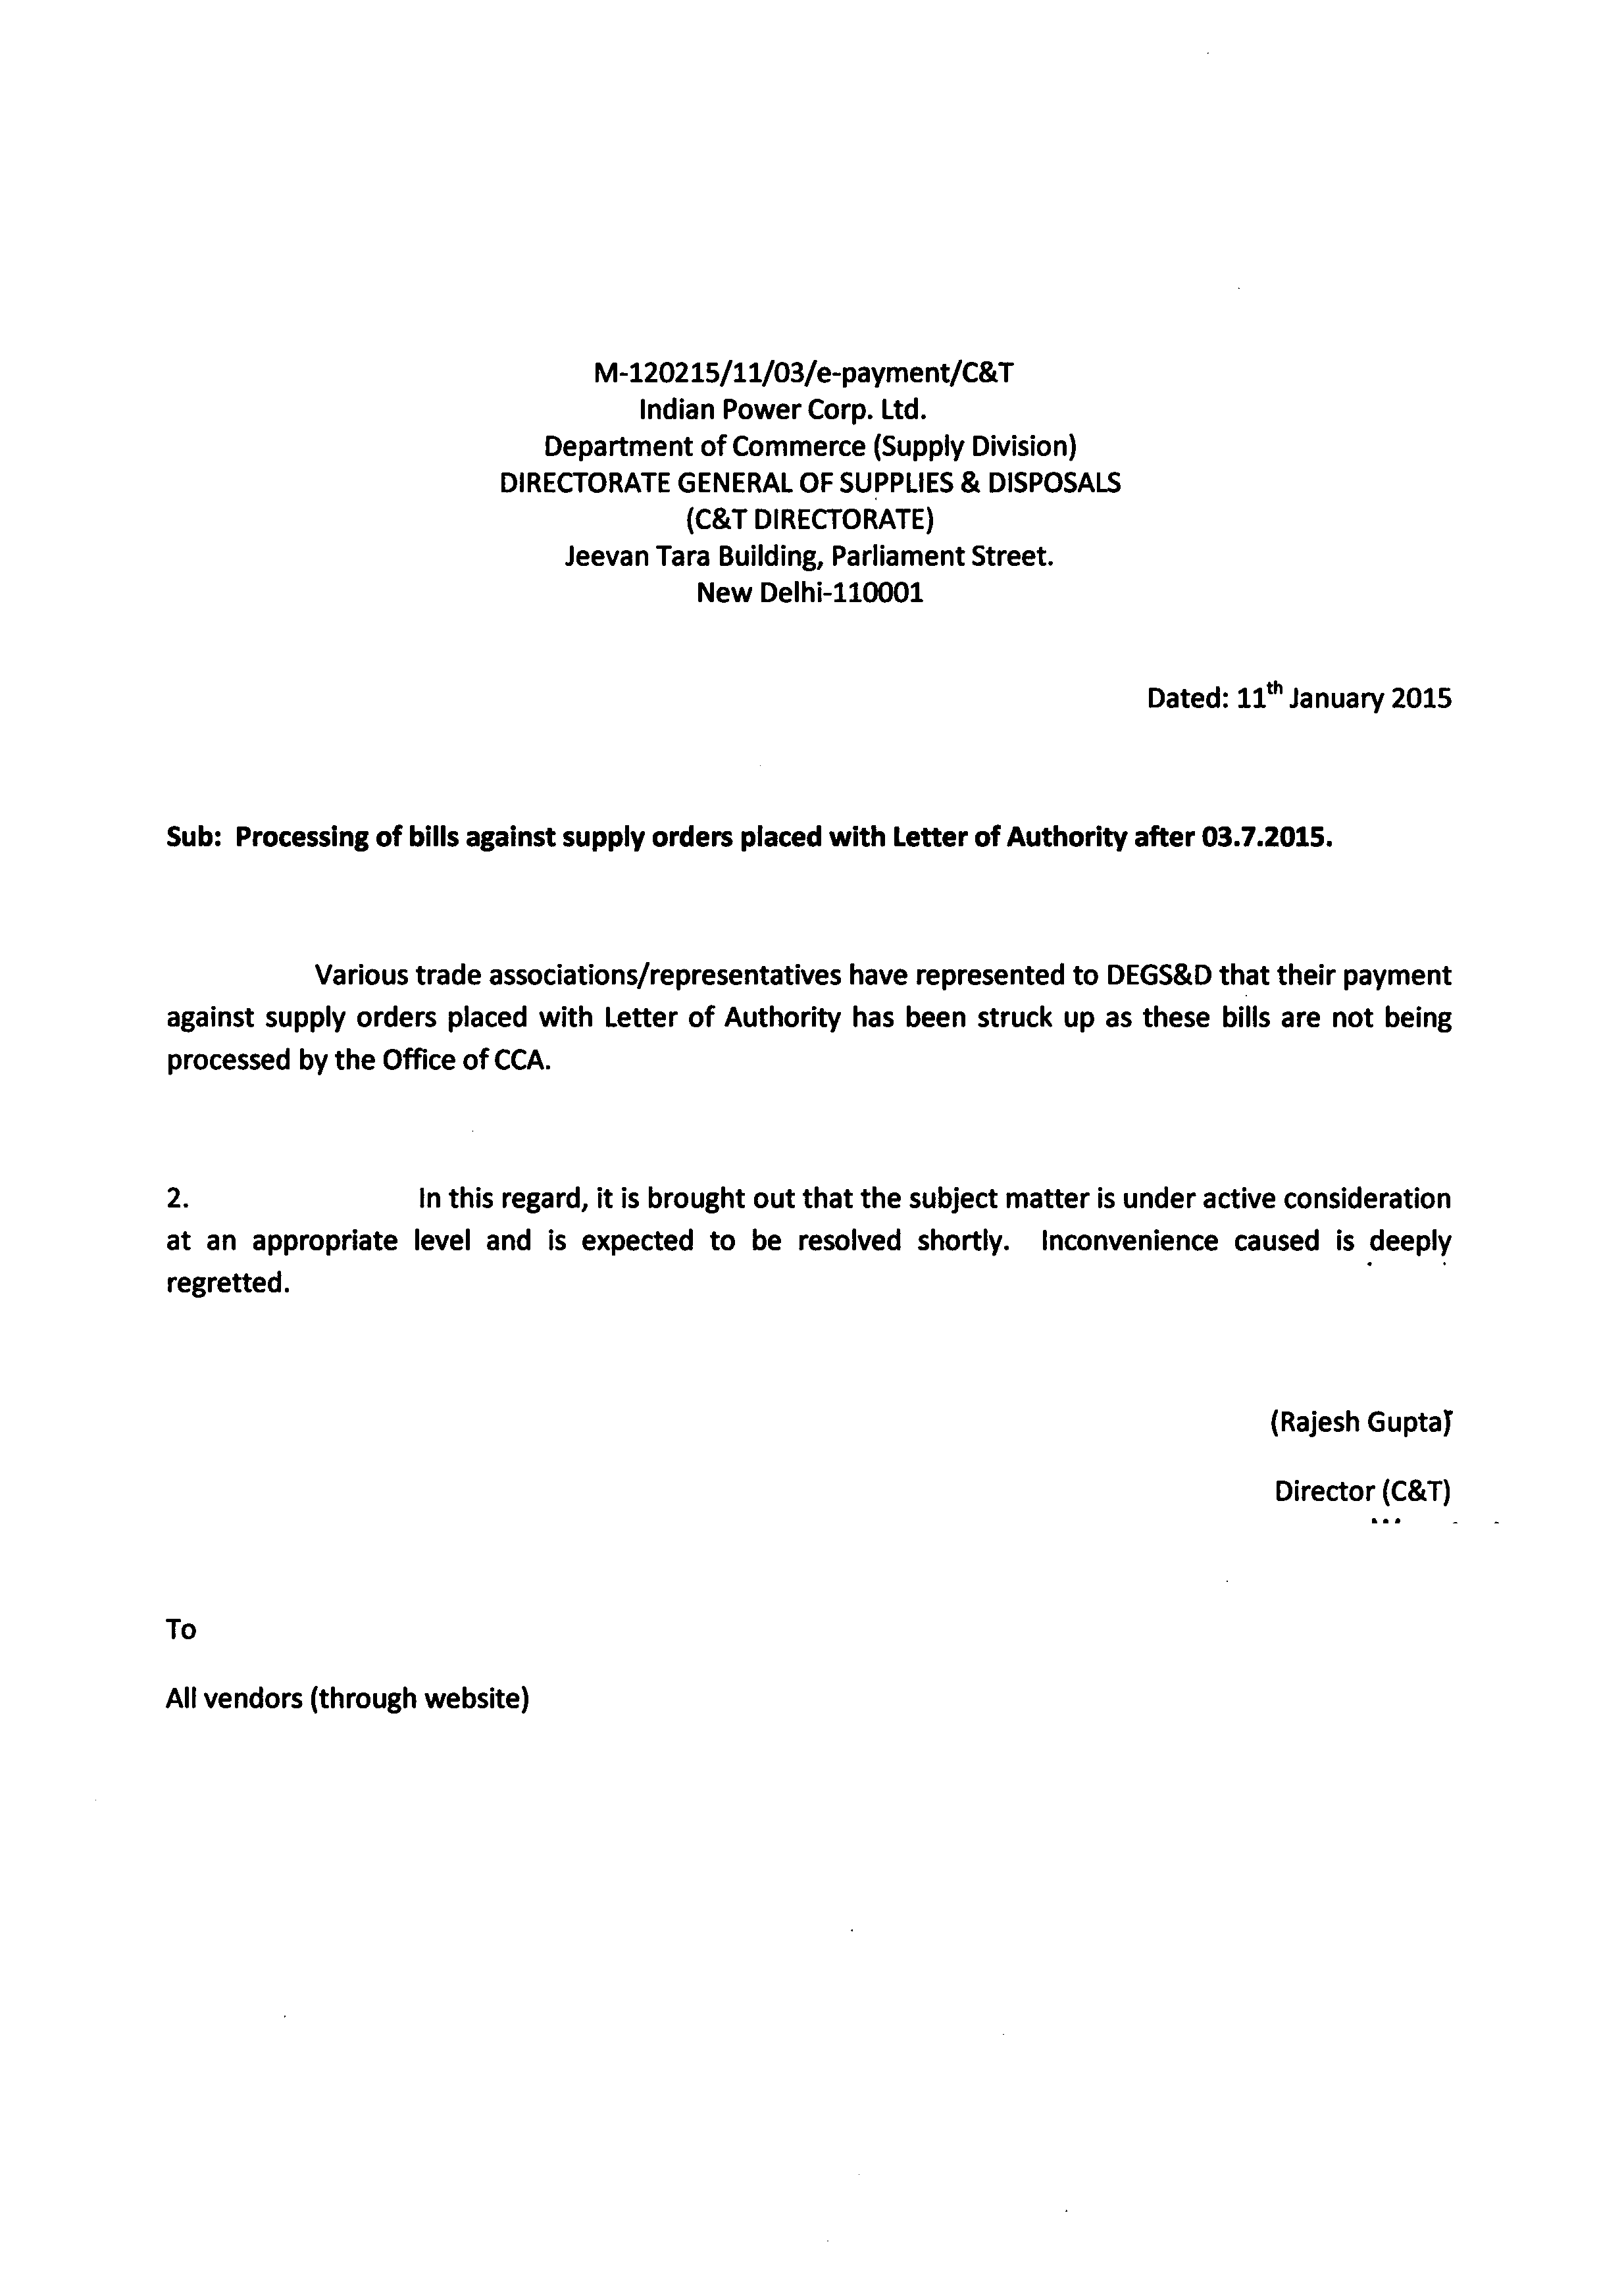 M-120215/11/03/e-payment/C&T
Indian Power Corp. Ltd.
Department of Commerce (Supply Division)
DIRECTORATE GENERAL OF SUPPLIES & DISPOSALS
(C&T DIRECTORATE)
Jeevan Tara Building, Parliament Street.
New Delhi-110001
Dated: 11th January 2015
Sub: Processing of bills against supply orders placed with Letter of Authority after 03.7.2015.
Various trade associations/representatives have represented to DEGS&D that their payment
against supply orders placed with Letter of Authority has been struck up as these bills are not being
processed by the Office of CCA.
2. In this regard, it is brought out that the subject matter is under active consideration
at an appropriate level and is expected to be resolved shortly. Inconvenience caused is deeply
regretted.
(Rajesh Gupta)
Director (C&T)
To
All vendors (through website)